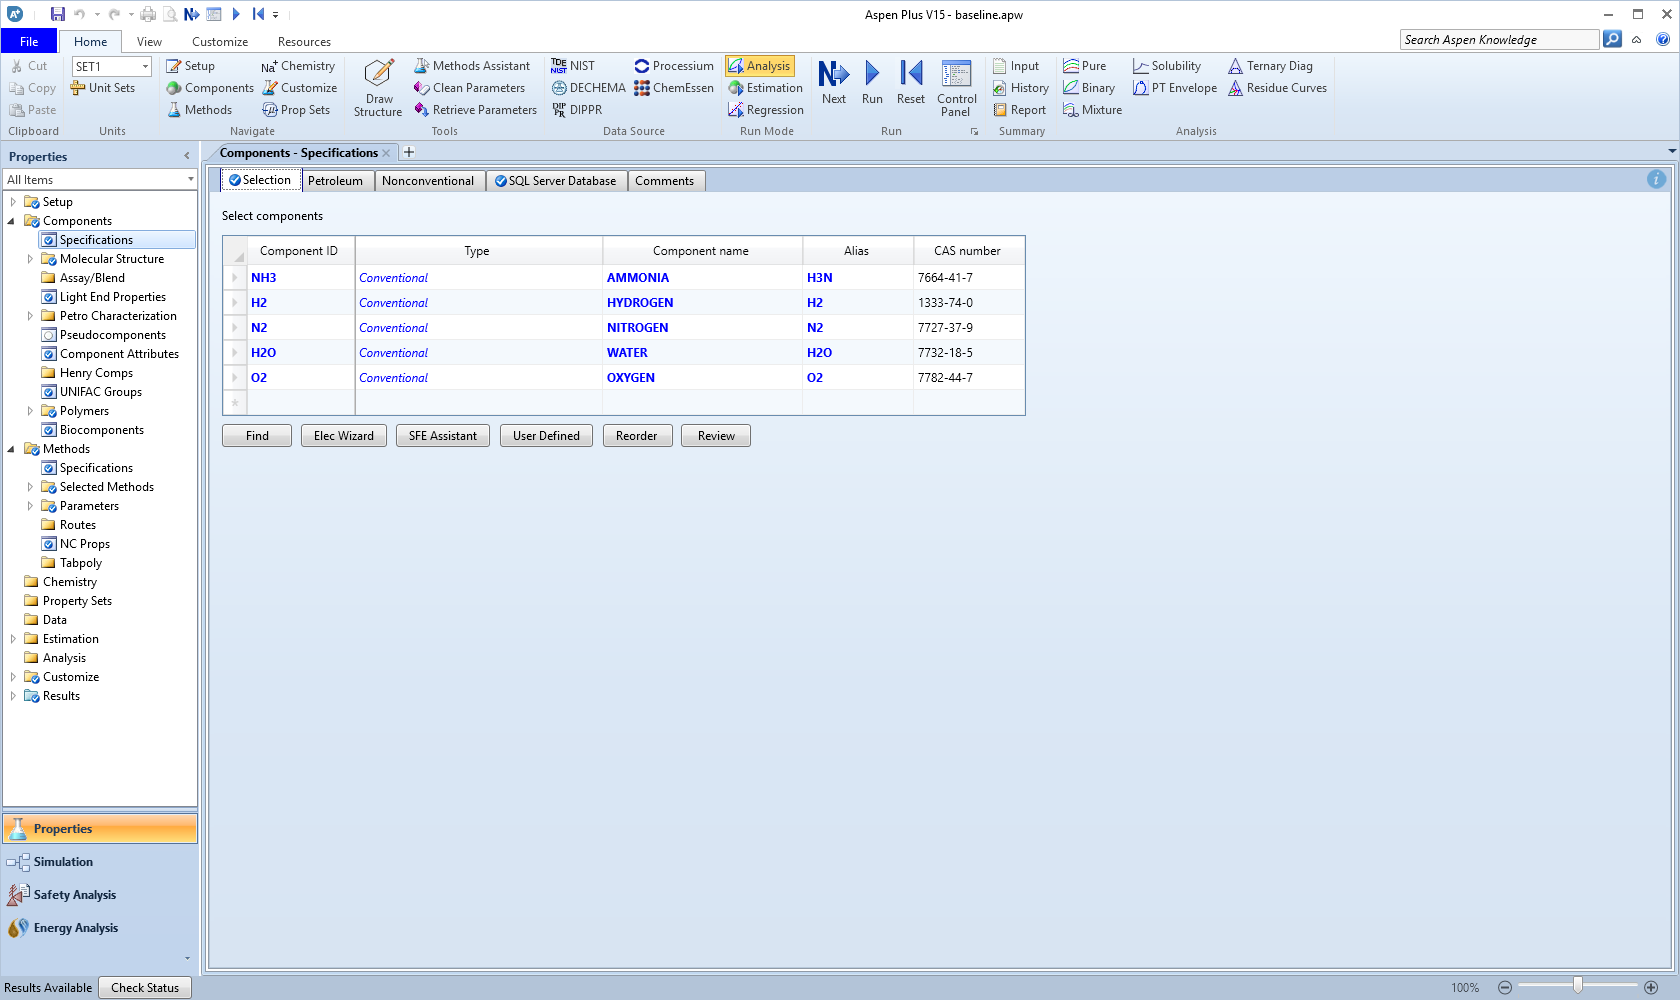 Aspen Plus V15 - baseline.apw
File
Home
View
Customize
Resources
Search Aspen Knowledge
Cut
Copy
Paste
Clipboard
SET1
Unit Sets
Units
Setup
Components
Methods
Na+ Chemistry
Customize
Prop Sets
Navigate
Draw Structure
Methods Assistant
Clean Parameters
Retrieve Parameters
Tools
TDE NIST NIST
DECHEMA
DIP PR DIPPR
Processium
ChemEssen
Data Source
Analysis
Estimation
Regression
Run Mode
N
Next
Run
Reset
Control Panel
Run
Input
History
Report
Summary
Pure
Binary
Mixture
Solubility
PT Envelope
Ternary Diag
Residue Curves
Analysis
Properties
All Items
Setup
Components
Specifications
Molecular Structure
Assay/Blend
Light End Properties
Petro Characterization
Pseudocomponents
Component Attributes
Henry Comps
UNIFAC Groups
Polymers
Biocomponents
Methods
Specifications
Selected Methods
Parameters
Routes
NC Props
Tabpoly
Chemistry
Property Sets
Data
Estimation
Analysis
Customize
Results
Properties
Simulation
Safety Analysis
Energy Analysis
Components - Specifications
Selection
Petroleum
Nonconventional
SQL Server Database
Comments
Select components
Component ID Type Component name Alias CAS number
NH3 Conventional AMMONIA H3N 7664-41-7
H2 Conventional HYDROGEN H2 1333-74-0
N2 Conventional NITROGEN N2 7727-37-9
H2O Conventional WATER H2O 7732-18-5
O2 Conventional OXYGEN O2 7782-44-7
Find
Elec Wizard
SFE Assistant
User Defined
Reorder
Review
Results Available
Check Status
100%